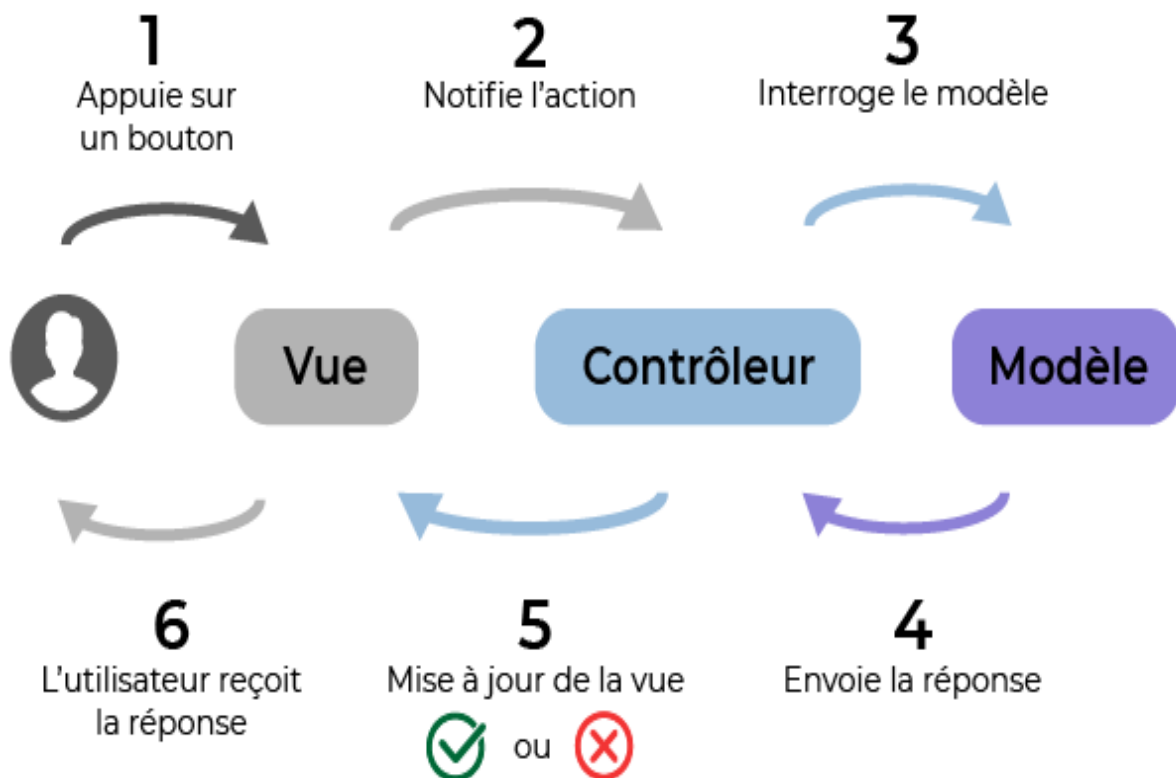 1
Appuie sur
un bouton
2
Notifie l'action
3
Interroge le modèle
Vue
Contrôleur
Modèle
6
L'utilisateur reçoit
la réponse
5
Mise à jour de la vue
ou
4
Envoie la réponse